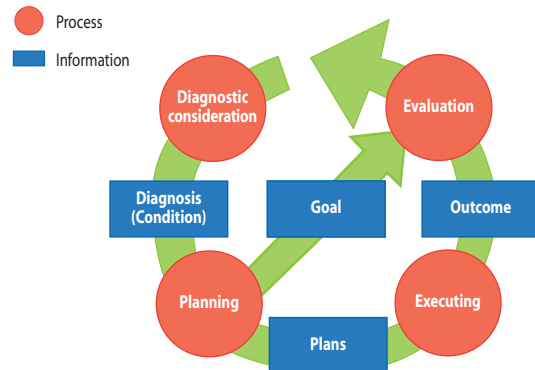 Process
Information
Diagnostic
consideration
Evaluation
Diagnosis
(Condition)
Goal
Outcome
Planning
Executing
Plans